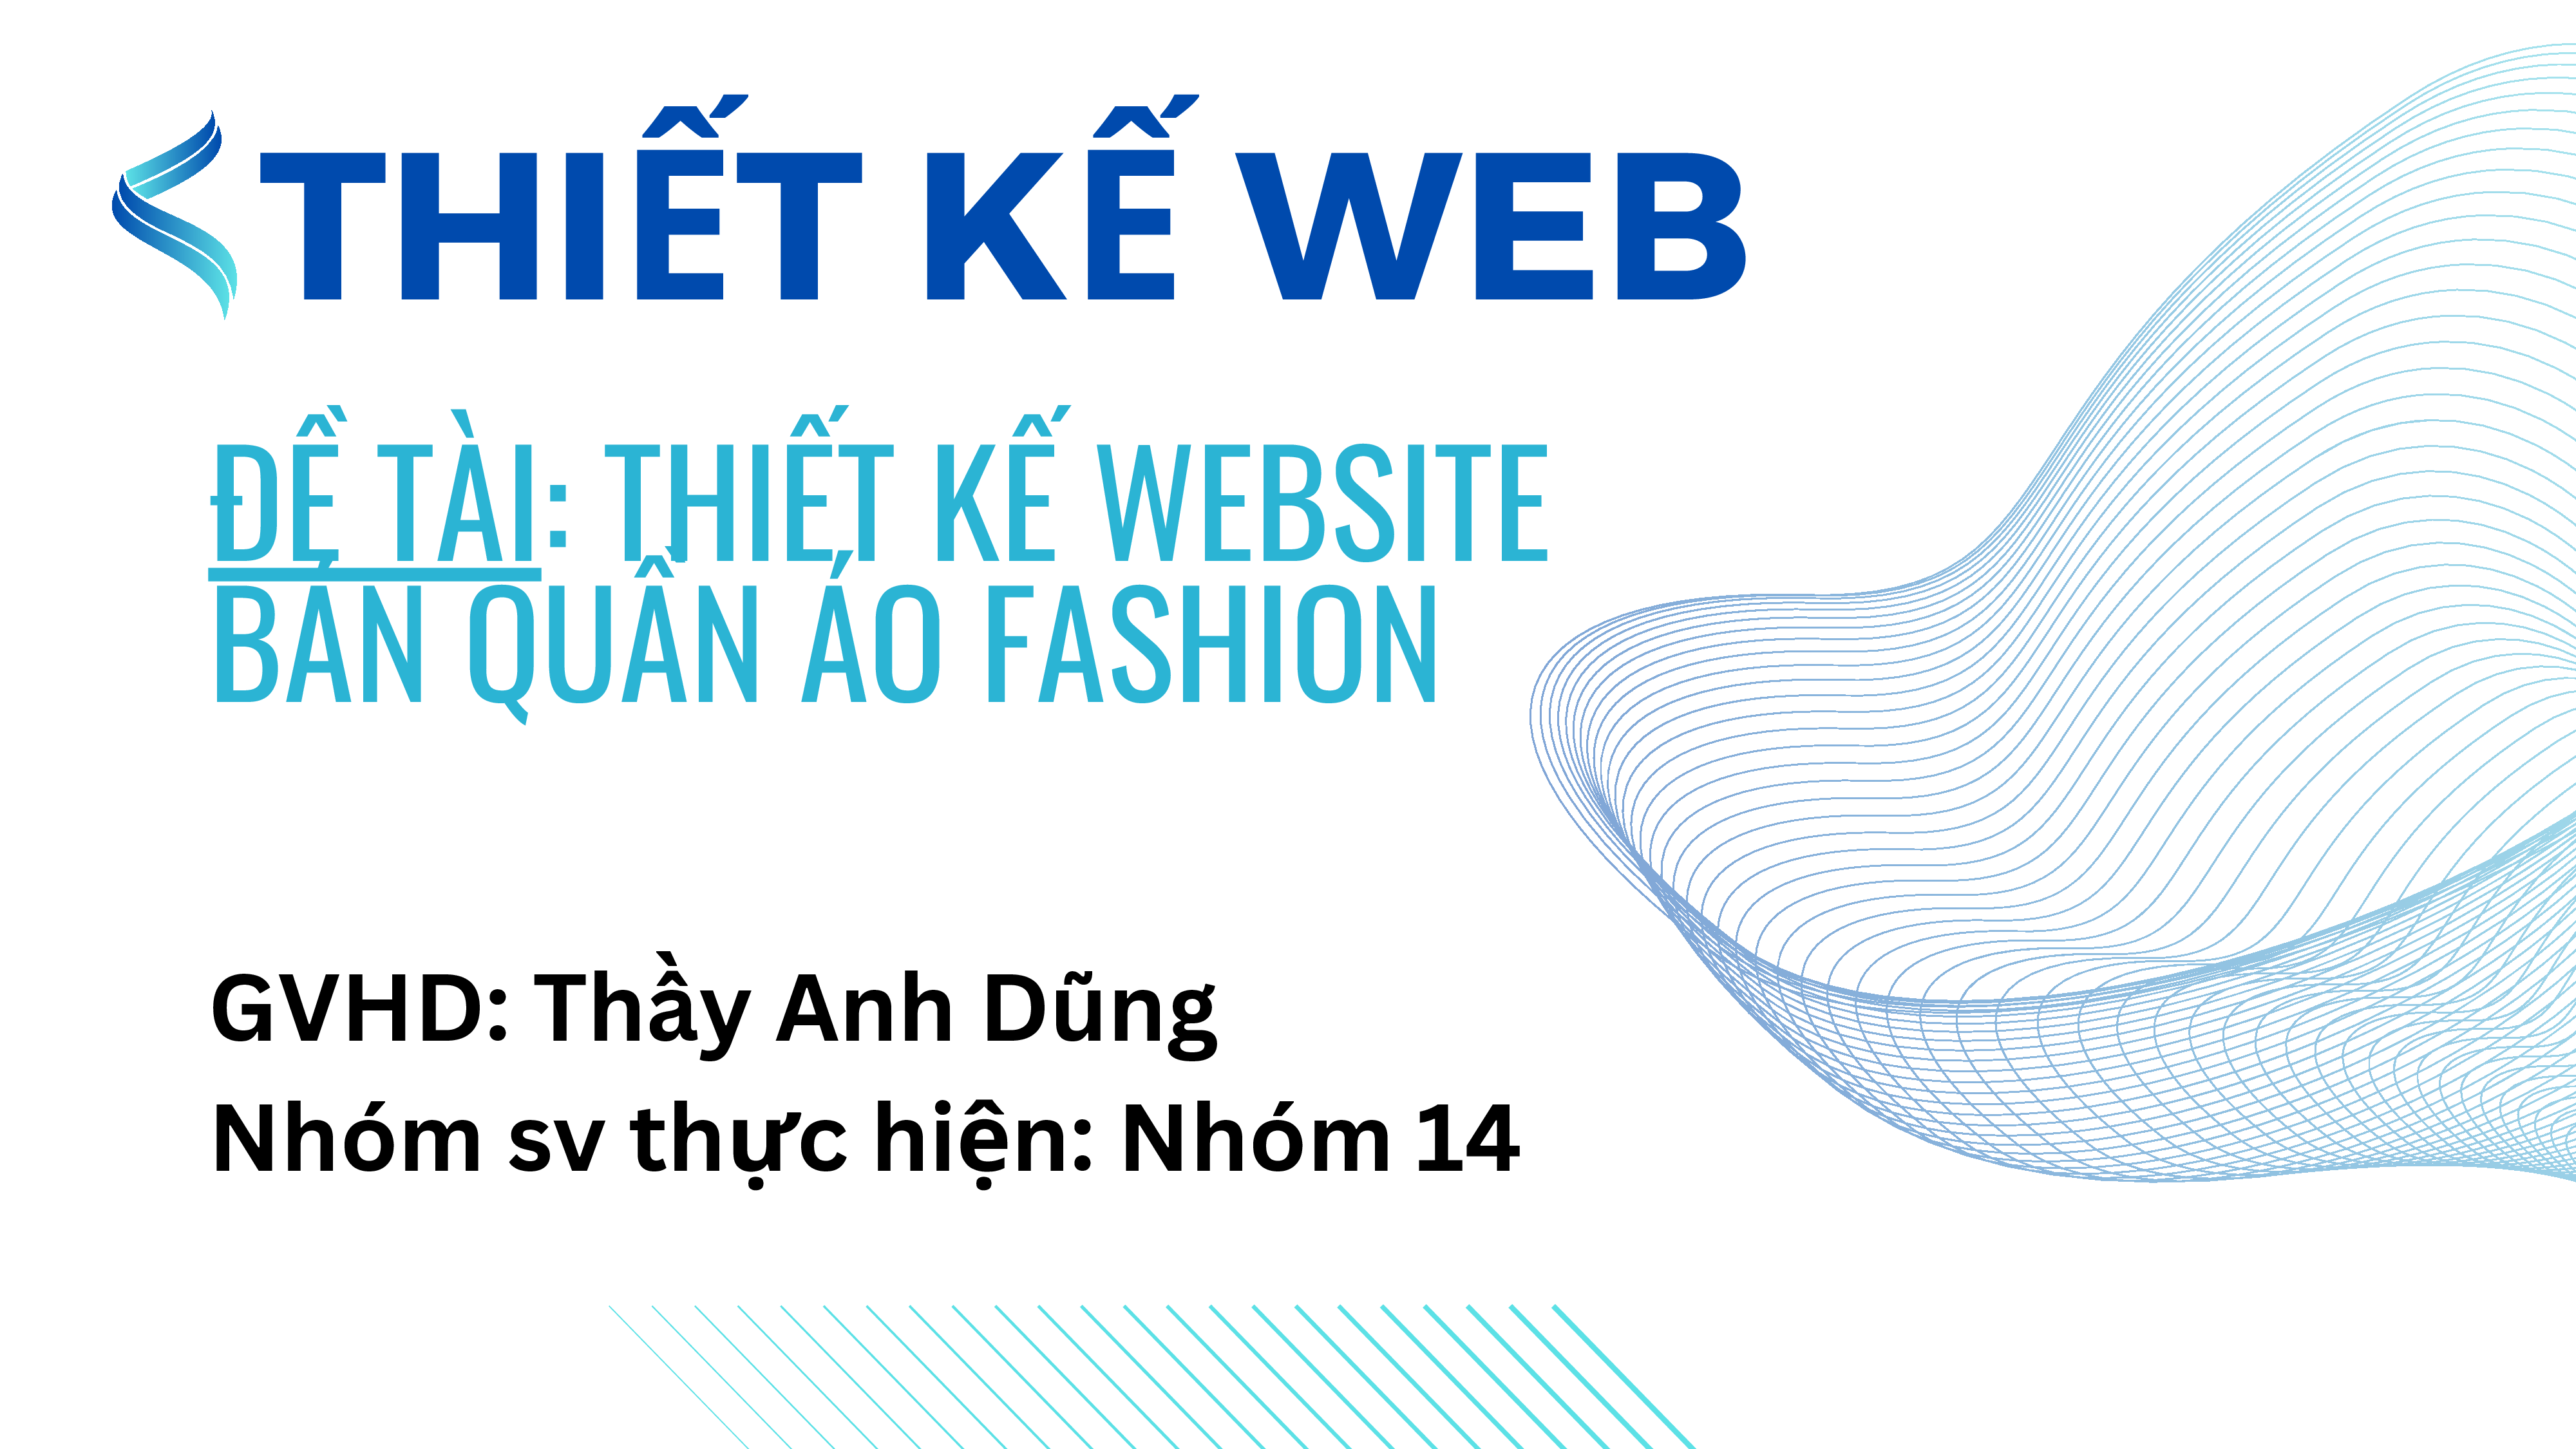 THIẾT KẾ WEB
ĐỀ TÀI: THIẾT KẾ WEBSITE
BÁN QUẦN ÁO FASHION
GVHD: Thầy Anh Dũng
Nhóm sv thực hiện: Nhóm 14